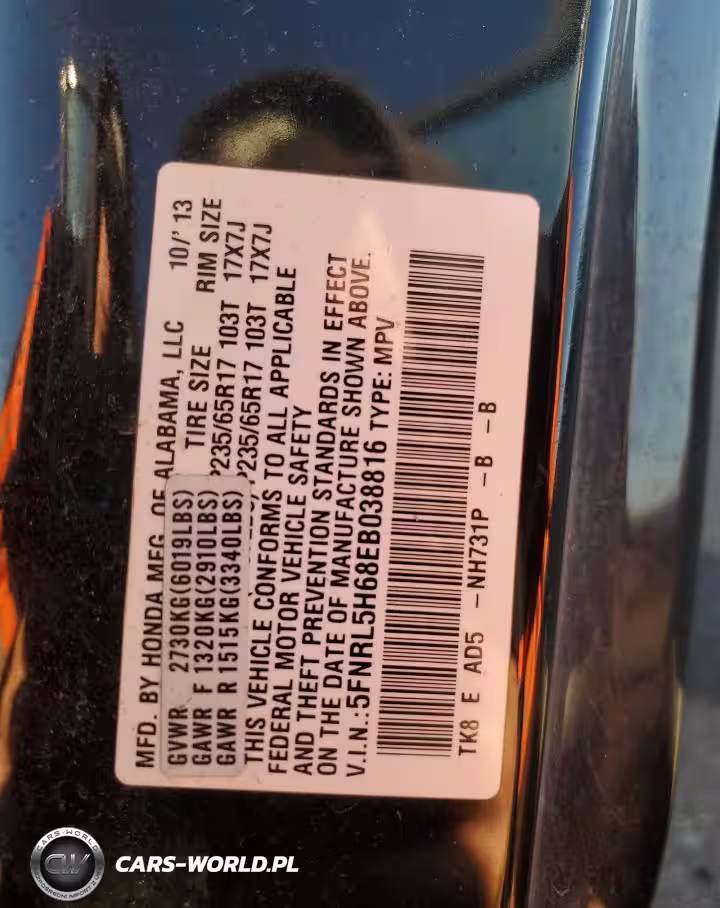 MFD. BY HONDA MFG. OF ALABAMA, LLC 10/' 13
GVWR 2730KG(6019LBS) TIRE SIZE RIM SIZE
GAWR F 1320KG(2910LBS) P235/65R17 103T 17X7J
GAWR R 1515KG(3340LBS) P235/65R17 103T 17X7J
THIS VEHICLE CONFORMS TO ALL APPLICABLE
FEDERAL MOTOR VEHICLE SAFETY
AND THEFT PREVENTION STANDARDS IN EFFECT
ON THE DATE OF MANUFACTURE SHOWN ABOVE.
V.I.N.:5FNRL5H68EB038816 TYPE: MPV
TK8 E AD5 -NH731P -B -B
CARS-WORLD
CW
CARS-WORLD.PL